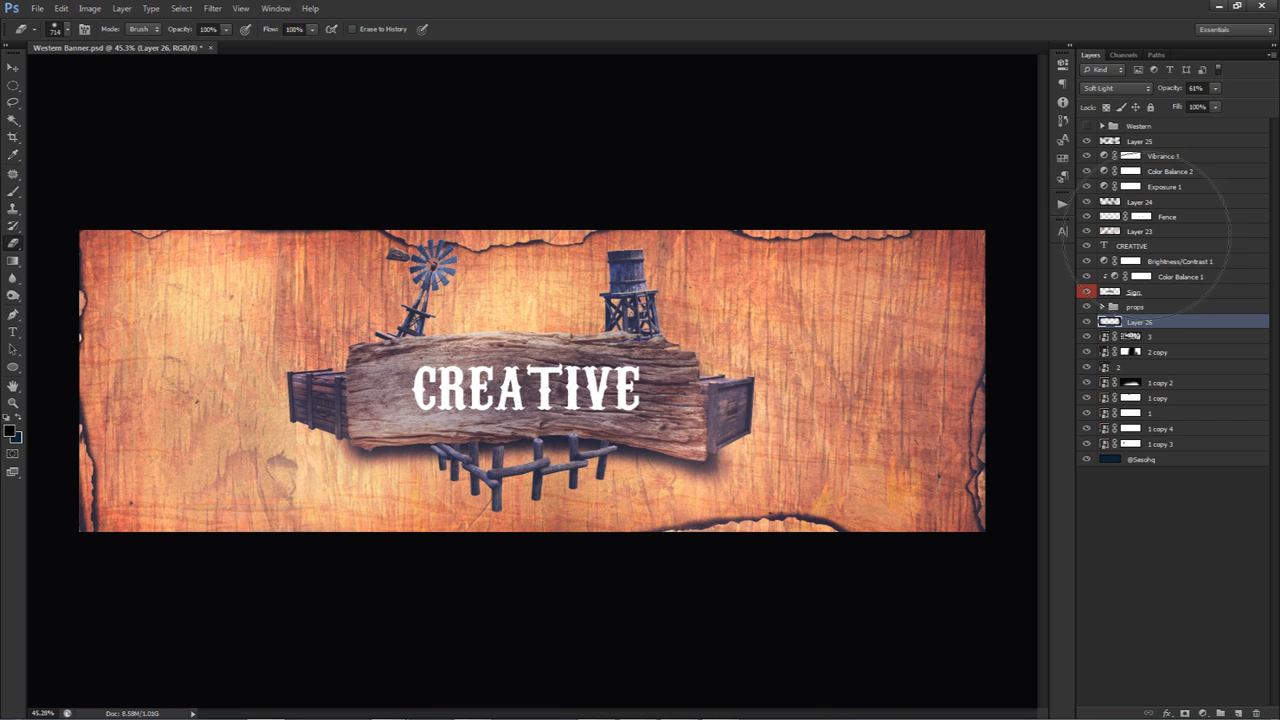 Ps File Edit Image Layer Type Select Filter View Window Help
714 Mode: Brush Opacity: 100% Flow: 100% Erase to History Essentials
Western Banner.psd @ 45.3% (Layer 26, RGB/8) * ×
Layers Channels Paths
Kind
Soft Light Opacity: 61%
Lock: Fill: 100%
Western
Layer 25
Vibrance 1
Color Balance 2
Exposure 1
Layer 24
Fence
Layer 23
CREATIVE
Brightness/Contrast 1
Color Balance 1
Sign
props
Layer 26
3
2 copy
2
1 copy 2
1 copy
1
1 copy 4
1 copy 3
@Sesohq
CREATIVE
45.28% Doc: 8.58M/1.01G